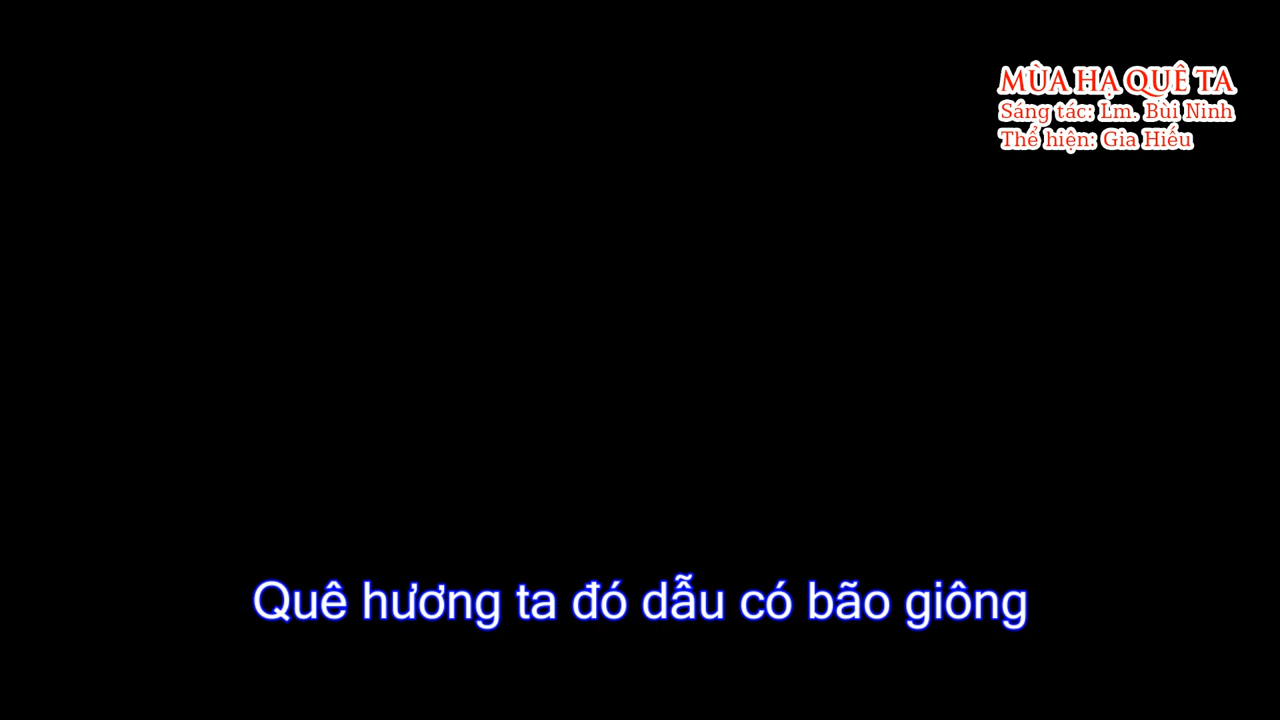 MÙA HẠ QUÊ TA
Sáng tác: Lm. Bùi Ninh
Thể hiện: Gia Hiếu
Quê hương ta đó dẫu có bão giông